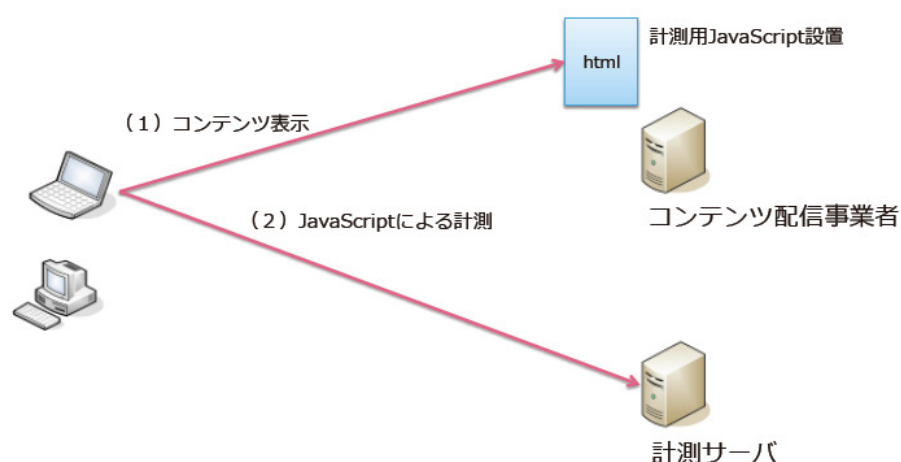 計測用JavaScript設置
html
（1）コンテンツ表示
コンテンツ配信事業者
（2）JavaScriptによる計測
計測サーバ